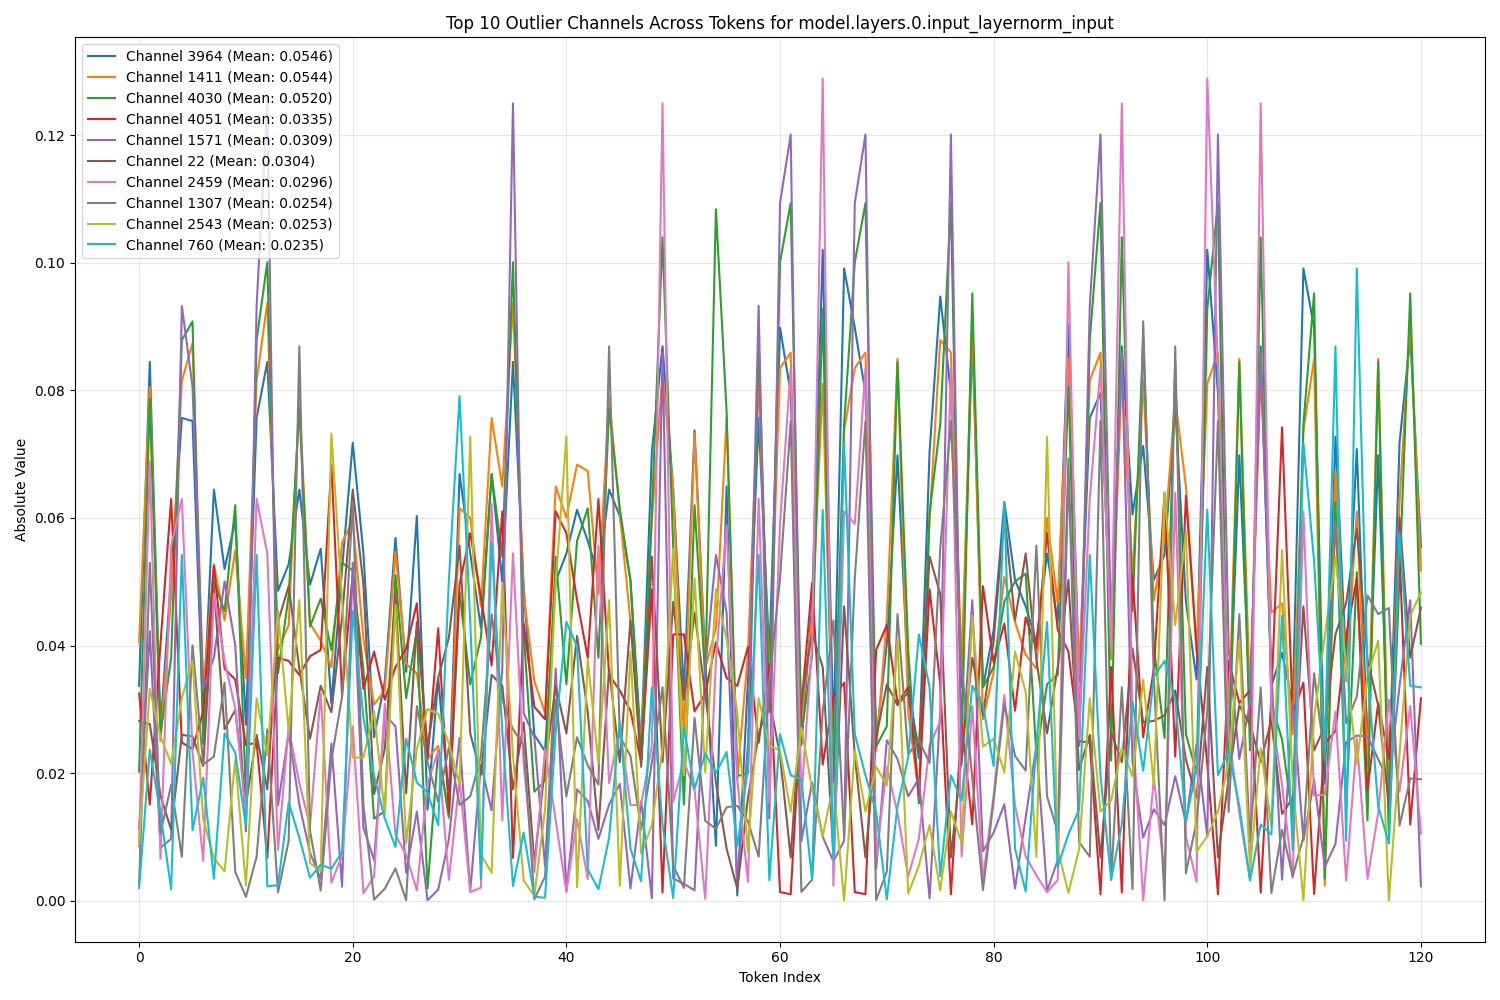 Top 10 Outlier Channels Across Tokens for model.layers.0.input_layernorm_input
Channel 3964 (Mean: 0.0546)
Channel 1411 (Mean: 0.0544)
Channel 4030 (Mean: 0.0520)
Channel 4051 (Mean: 0.0335)
Channel 1571 (Mean: 0.0309)
Channel 22 (Mean: 0.0304)
Channel 2459 (Mean: 0.0296)
Channel 1307 (Mean: 0.0254)
Channel 2543 (Mean: 0.0253)
Channel 760 (Mean: 0.0235)
Absolute Value
0.12
0.10
0.08
0.06
0.04
0.02
0.00
0 20 40 60 80 100 120
Token Index